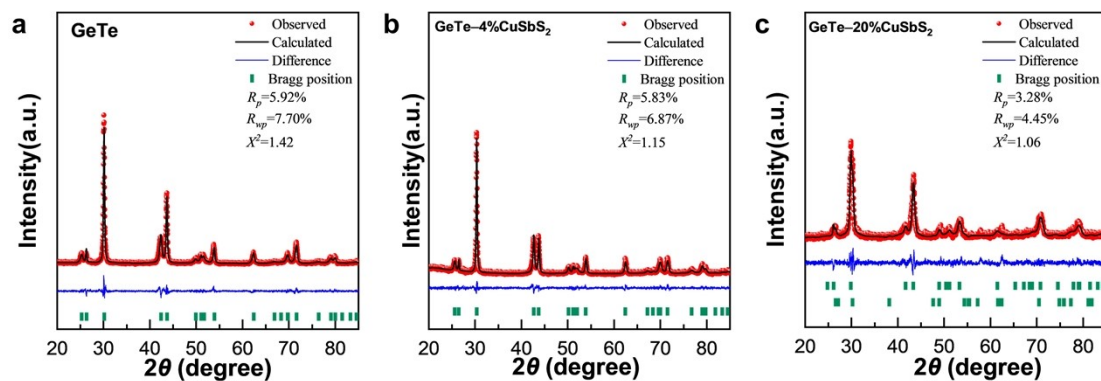 a
GeTe
Observed
Calculated
Difference
Bragg position
Rp=5.92%
Rwp=7.70%
X²=1.42
Intensity(a.u.)
20 30 40 50 60 70 80
2θ (degree)
b
GeTe–4%CuSbS₂
Observed
Calculated
Difference
Bragg position
Rp=5.83%
Rwp=6.87%
X²=1.15
Intensity(a.u.)
20 30 40 50 60 70 80
2θ (degree)
c
GeTe–20%CuSbS₂
Observed
Calculated
Difference
Bragg position
Rp=3.28%
Rwp=4.45%
X²=1.06
Intensity(a.u.)
20 30 40 50 60 70 80
2θ (degree)